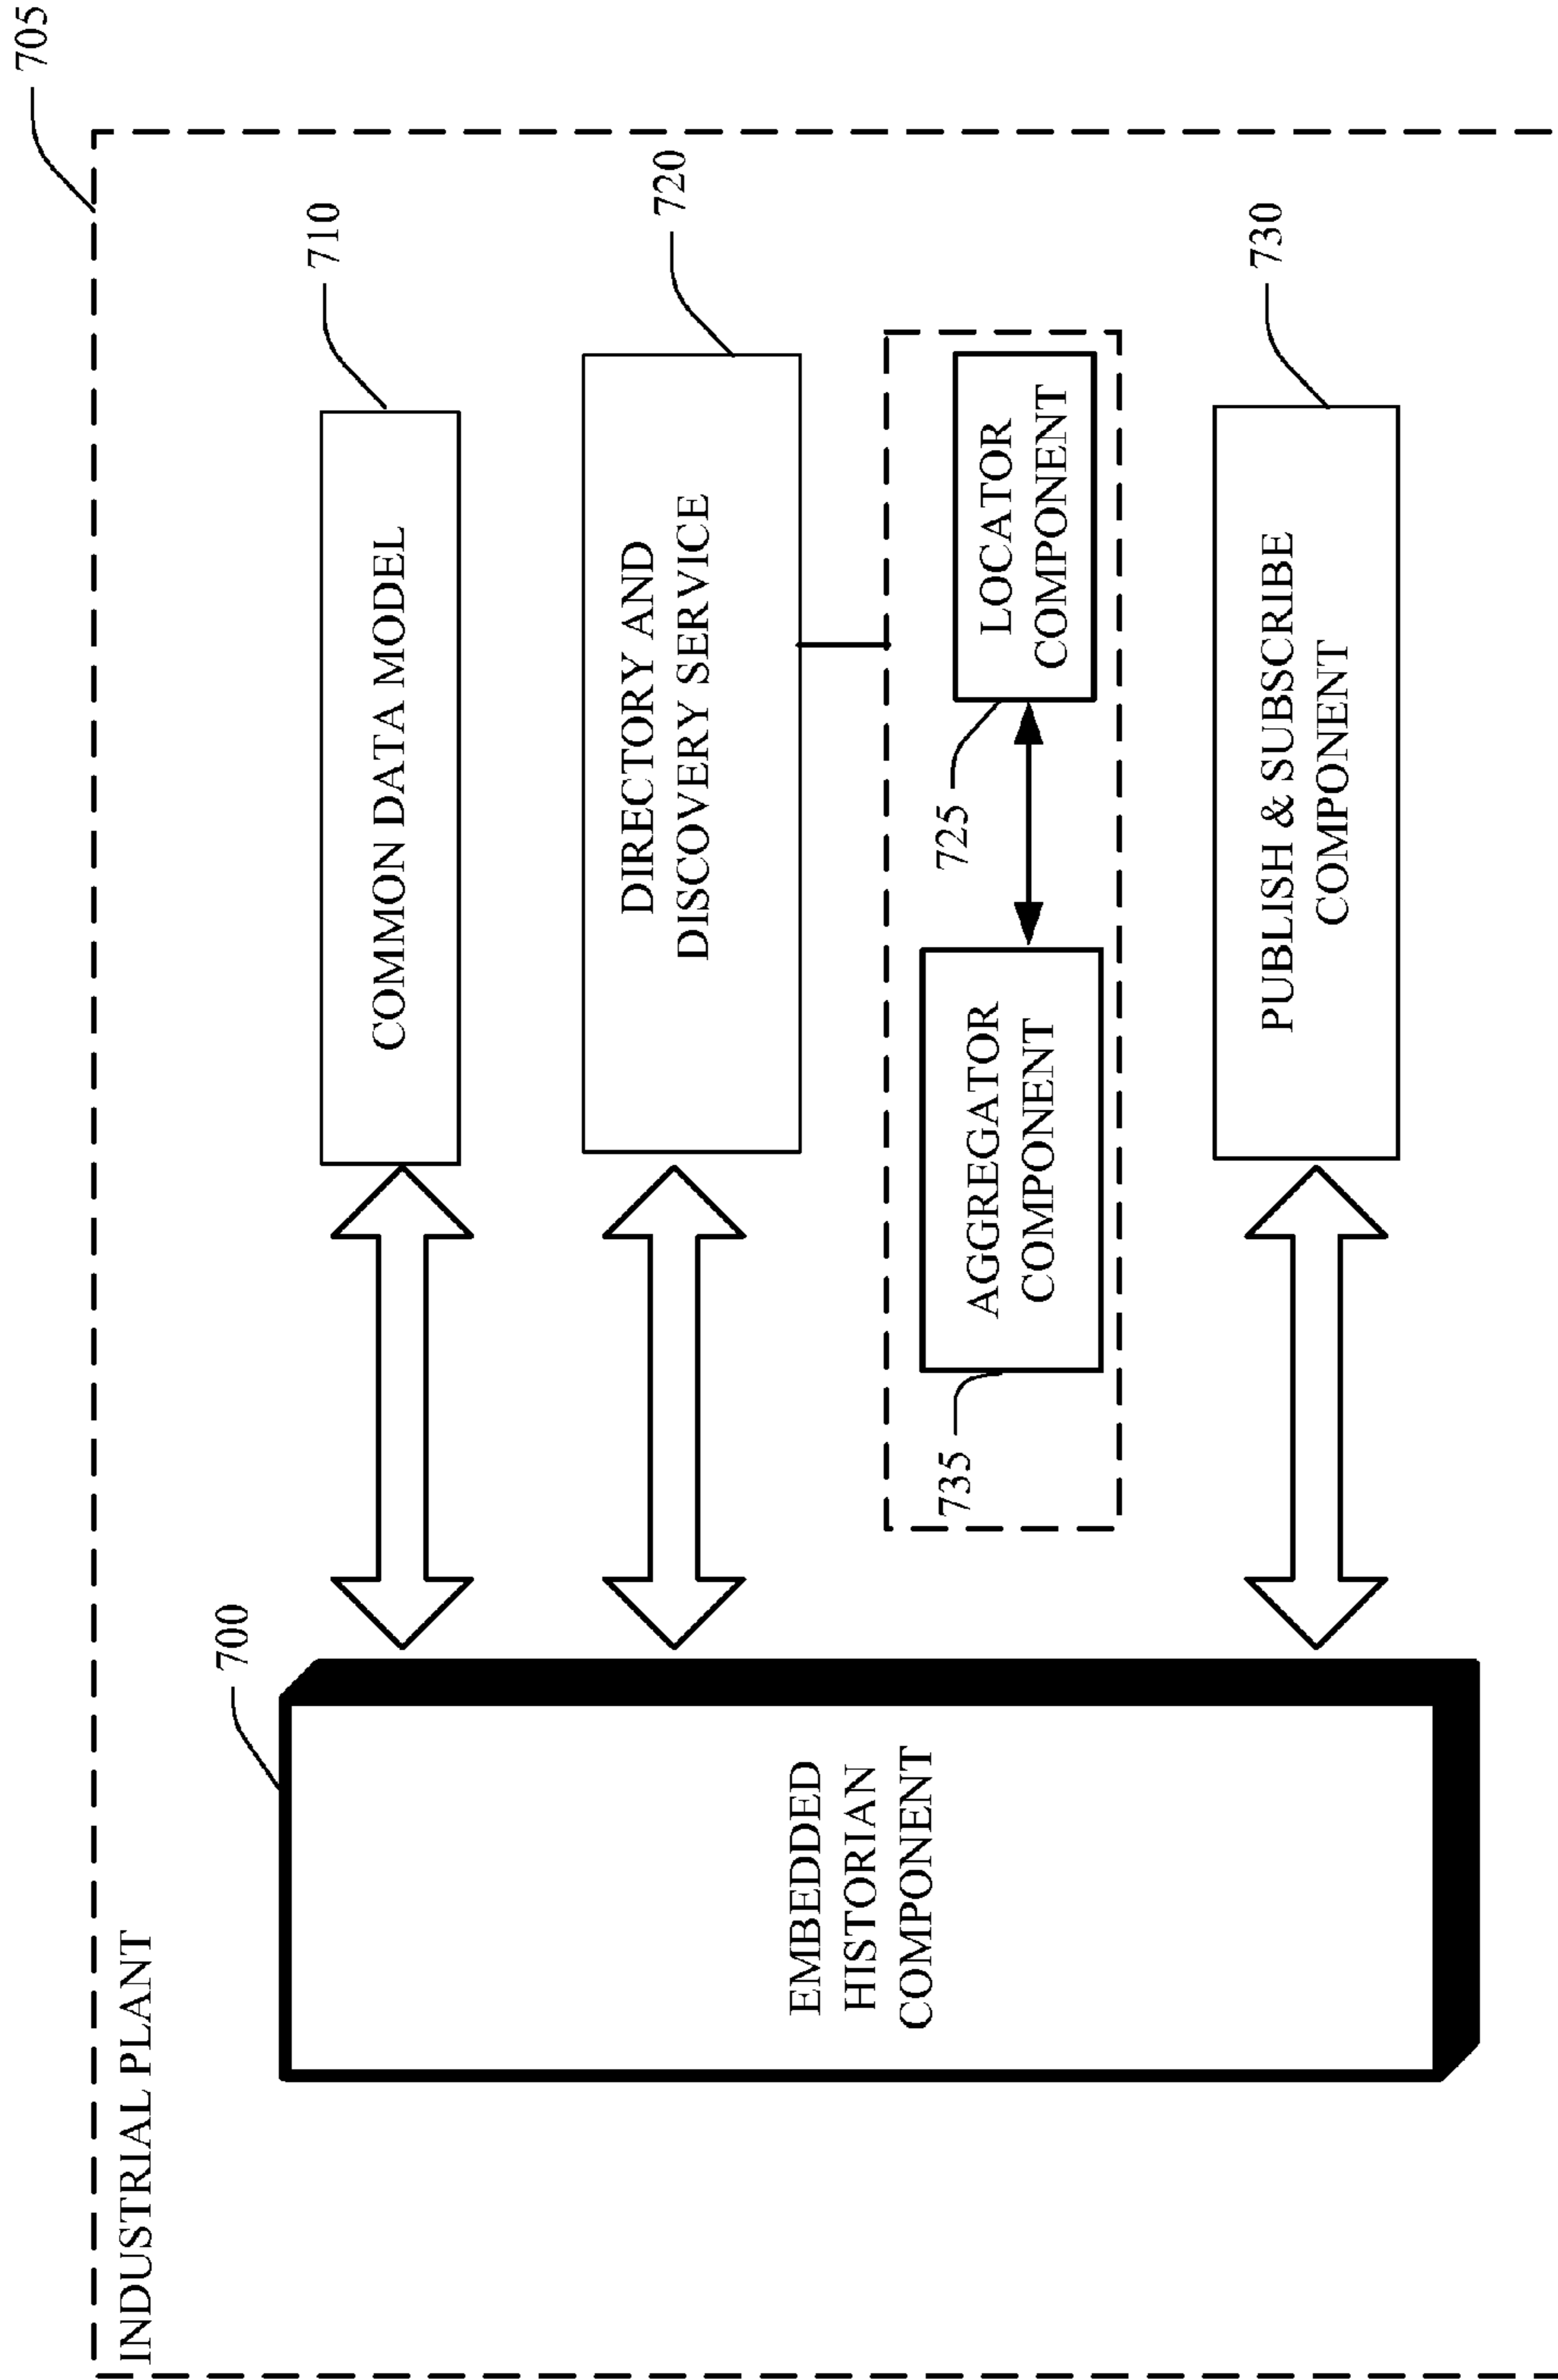 705
INDUSTRIAL PLANT
700
710
COMMON DATA MODEL
720
DIRECTORY AND
DISCOVERY SERVICE
EMBEDDED
HISTORIAN
COMPONENT
725
LOCATOR
COMPONENT
735
AGGREGATOR
COMPONENT
730
PUBLISH & SUBSCRIBE
COMPONENT